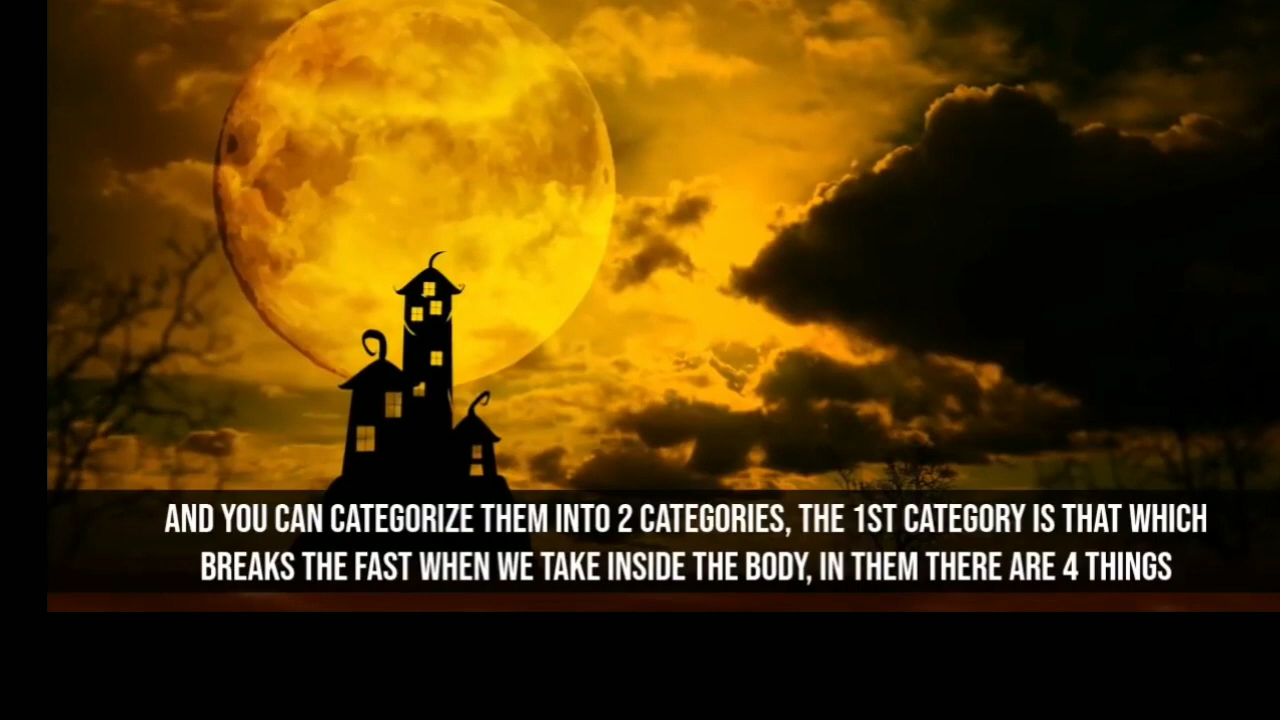 AND YOU CAN CATEGORIZE THEM INTO 2 CATEGORIES, THE 1ST CATEGORY IS THAT WHICH
BREAKS THE FAST WHEN WE TAKE INSIDE THE BODY, IN THEM THERE ARE 4 THINGS